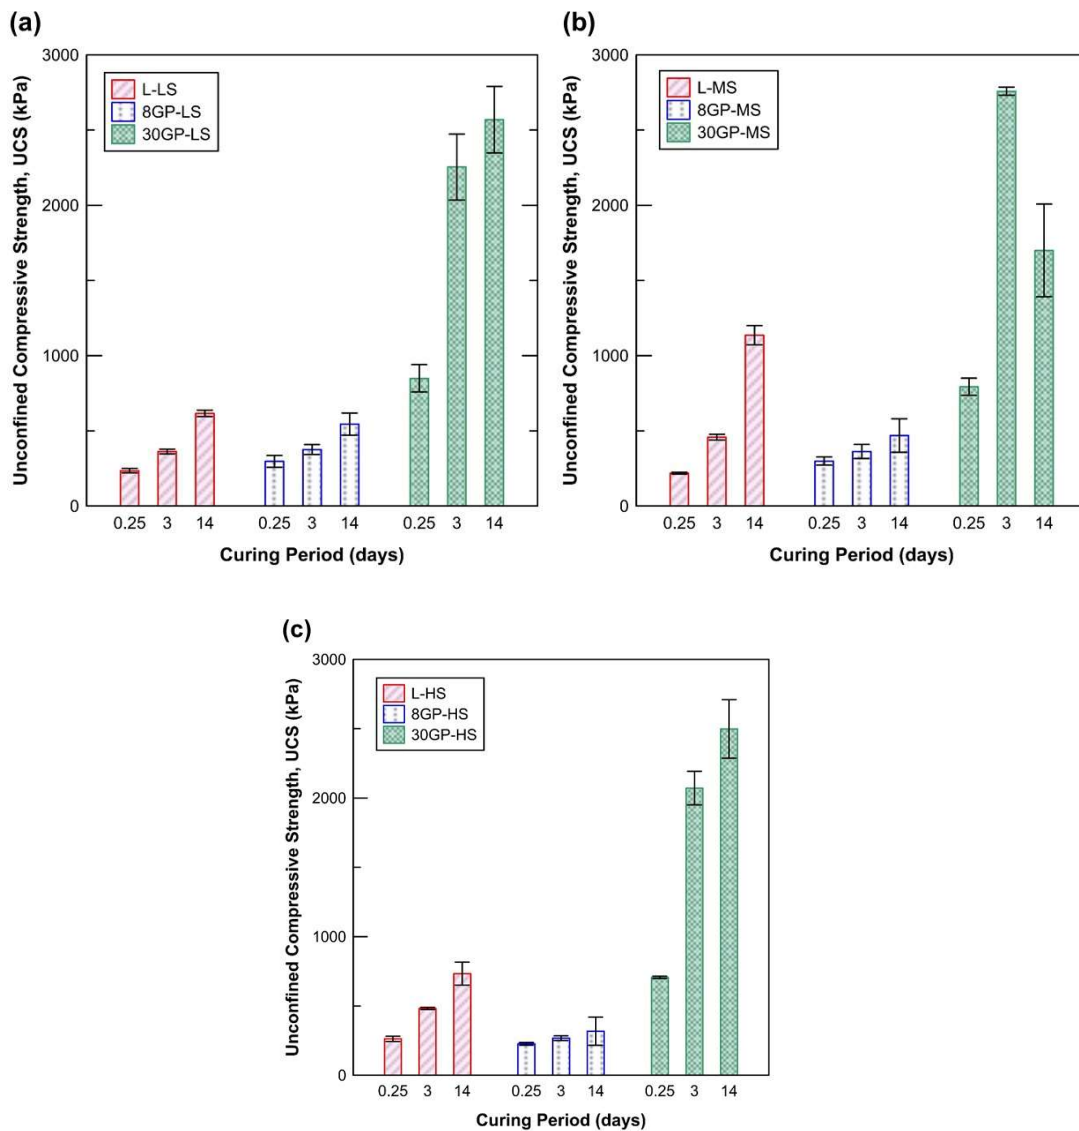 (a)
Unconfined Compressive Strength, UCS (kPa)
3000
2000
1000
0
L-LS
8GP-LS
30GP-LS
0.25 3 14 0.25 3 14 0.25 3 14
Curing Period (days)
(b)
Unconfined Compressive Strength, UCS (kPa)
3000
2000
1000
0
L-MS
8GP-MS
30GP-MS
0.25 3 14 0.25 3 14 0.25 3 14
Curing Period (days)
(c)
Unconfined Compressive Strength, UCS (kPa)
3000
2000
1000
0
L-HS
8GP-HS
30GP-HS
0.25 3 14 0.25 3 14 0.25 3 14
Curing Period (days)